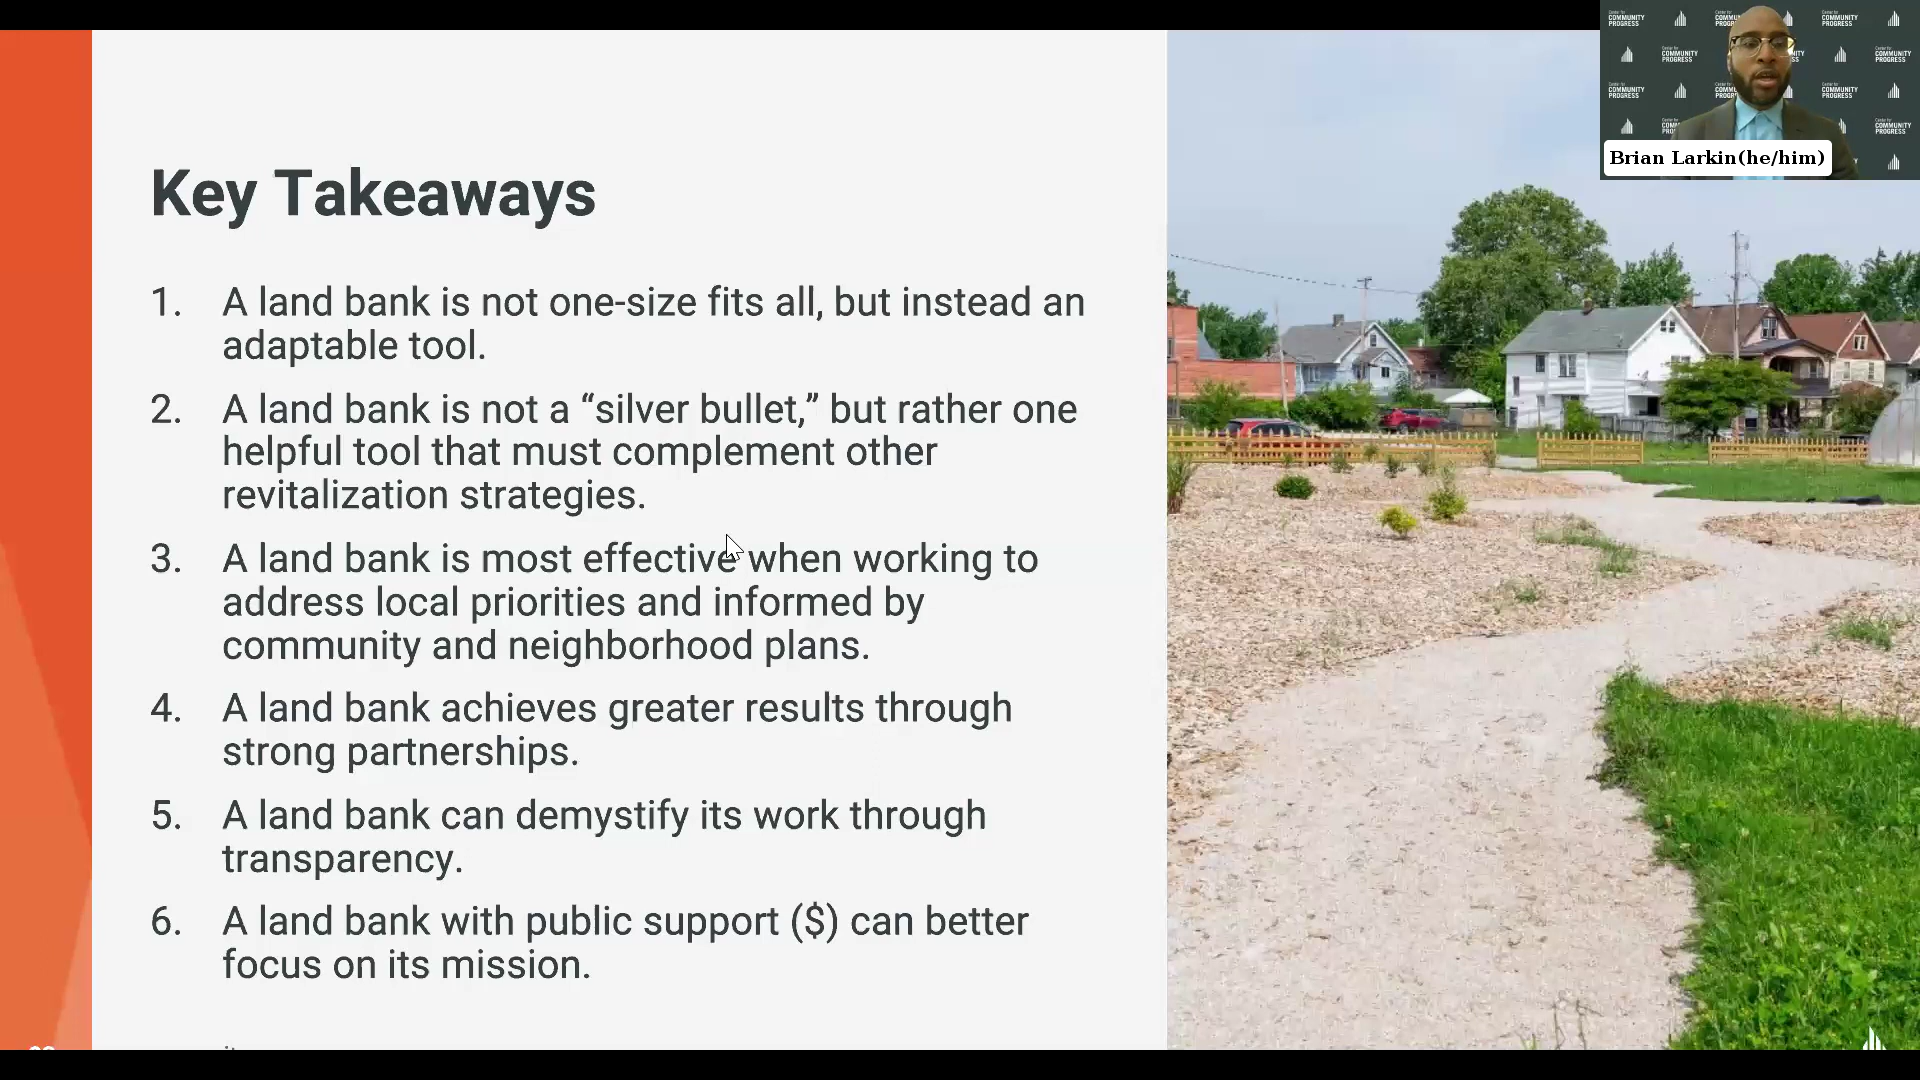 Key Takeaways
1. A land bank is not one-size fits all, but instead an
adaptable tool.
2. A land bank is not a “silver bullet,” but rather one
helpful tool that must complement other
revitalization strategies.
3. A land bank is most effective when working to
address local priorities and informed by
community and neighborhood plans.
4. A land bank achieves greater results through
strong partnerships.
5. A land bank can demystify its work through
transparency.
6. A land bank with public support ($) can better
focus on its mission.
Center for
COMMUNITY
PROGRESS
Brian Larkin(he/him)